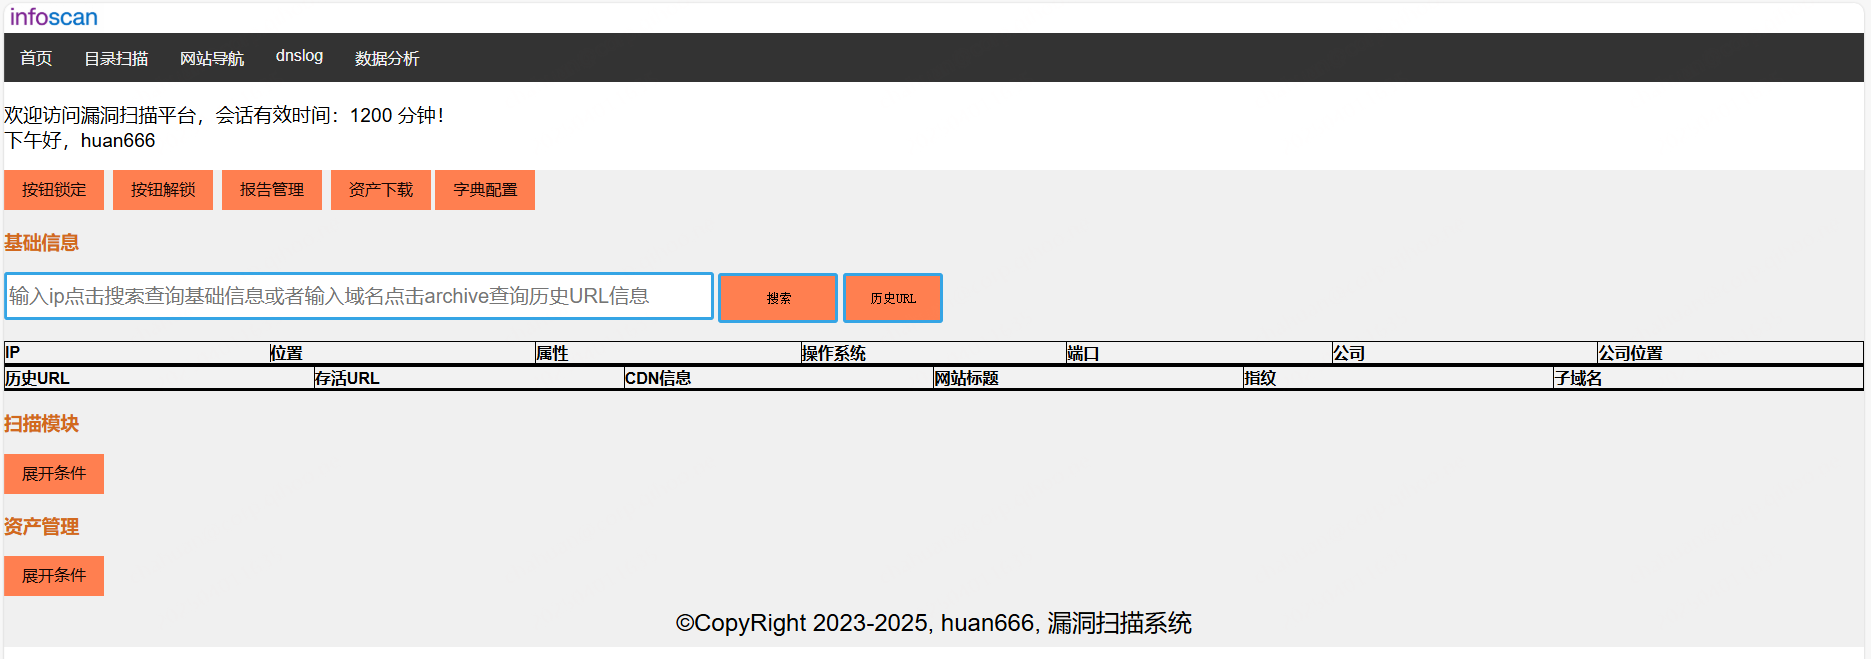 infoscan
首页 目录扫描 网站导航 dnslog 数据分析
欢迎访问漏洞扫描平台，会话有效时间：1200 分钟！
下午好，huan666
按钮锁定 按钮解锁 报告管理 资产下载 字典配置
基础信息
输入ip点击搜索查询基础信息或者输入域名点击archive查询历史URL信息 搜索 历史URL
IP 位置 属性 操作系统 端口 公司 公司位置
历史URL 存活URL CDN信息 网站标题 指纹 子域名
扫描模块
展开条件
资产管理
展开条件
©CopyRight 2023-2025, huan666, 漏洞扫描系统